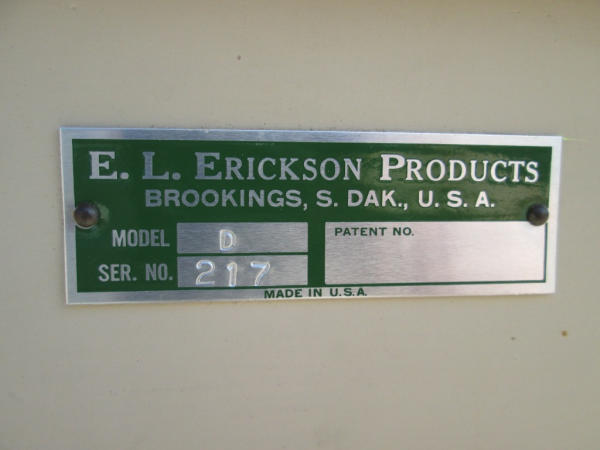 E. L. ERICKSON PRODUCTS
BROOKINGS, S. DAK., U. S. A.
MODEL D
SER. NO. 217
PATENT NO.
MADE IN U.S.A.